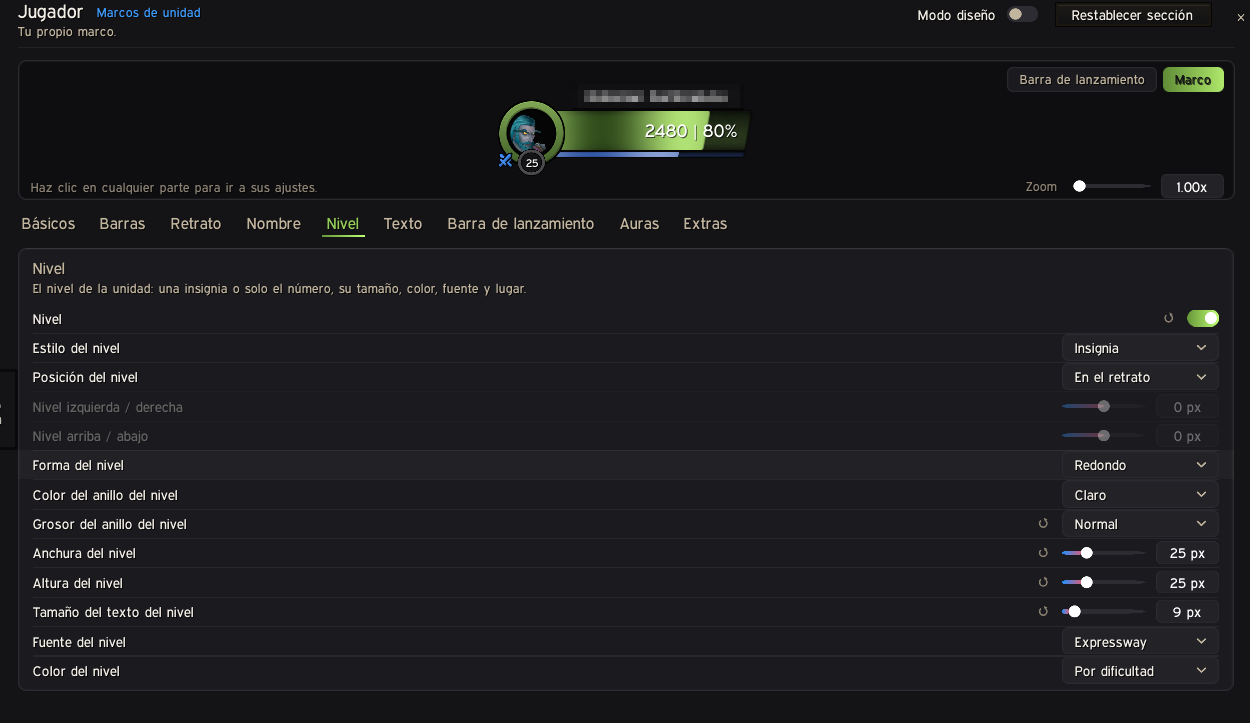 Jugador Marcos de unidad Modo diseño Restablecer sección ×
Tu propio marco.
Barra de lanzamiento Marco
2480 | 80%
25
Haz clic en cualquier parte para ir a sus ajustes. Zoom 1.00x
Básicos Barras Retrato Nombre Nivel Texto Barra de lanzamiento Auras Extras
Nivel
El nivel de la unidad: una insignia o solo el número, su tamaño, color, fuente y lugar.
Nivel
Estilo del nivel Insignia
Posición del nivel En el retrato
Nivel izquierda / derecha 0 px
Nivel arriba / abajo 0 px
Forma del nivel Redondo
Color del anillo del nivel Claro
Grosor del anillo del nivel Normal
Anchura del nivel 25 px
Altura del nivel 25 px
Tamaño del texto del nivel 9 px
Fuente del nivel Expressway
Color del nivel Por dificultad